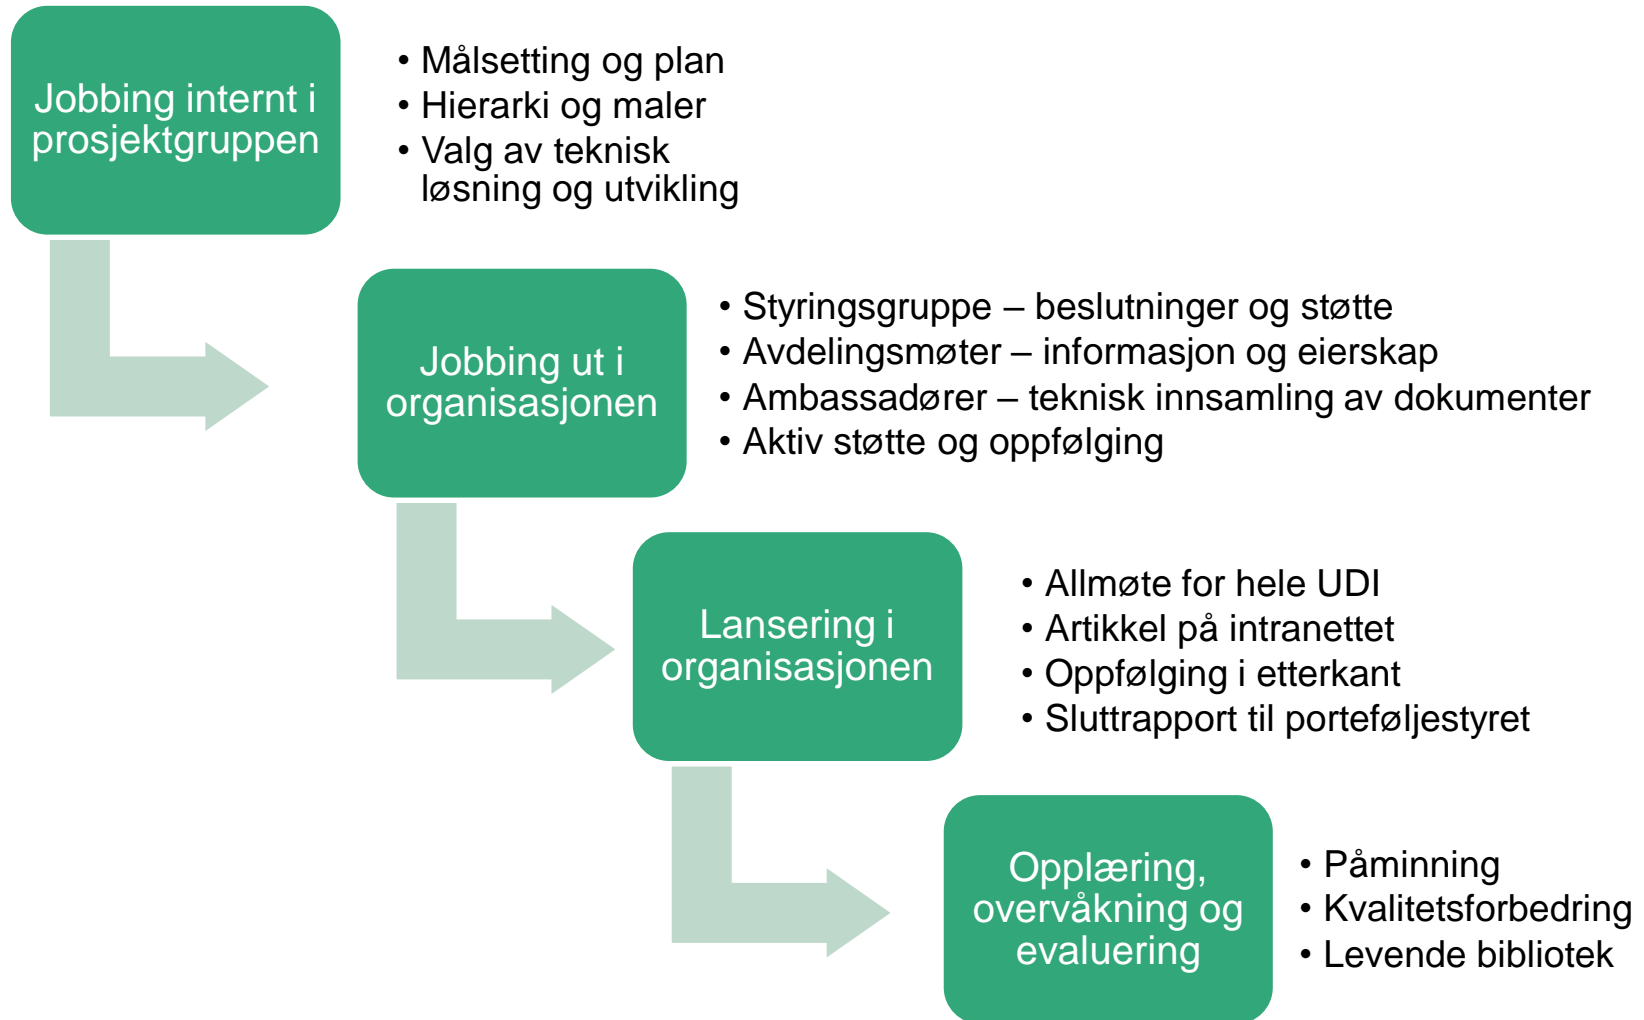 Jobbing internt i
prosjektgruppen
• Målsetting og plan
• Hierarki og maler
• Valg av teknisk
løsning og utvikling
Jobbing ut i
organisasjonen
• Styringsgruppe – beslutninger og støtte
• Avdelingsmøter – informasjon og eierskap
• Ambassadører – teknisk innsamling av dokumenter
• Aktiv støtte og oppfølging
Lansering i
organisasjonen
• Allmøte for hele UDI
• Artikkel på intranettet
• Oppfølging i etterkant
• Sluttrapport til porteføljestyret
Opplæring,
overvåkning og
evaluering
• Påminning
• Kvalitetsforbedring
• Levende bibliotek